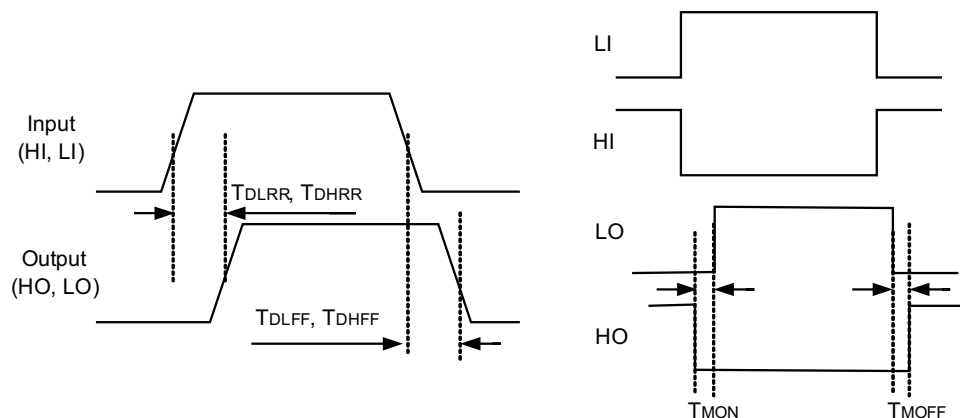 Input
(HI, LI)
TDLRR, TDHRR
Output
(HO, LO)
TDLFF, TDHFF
LI
HI
LO
HO
TMON
TMOFF